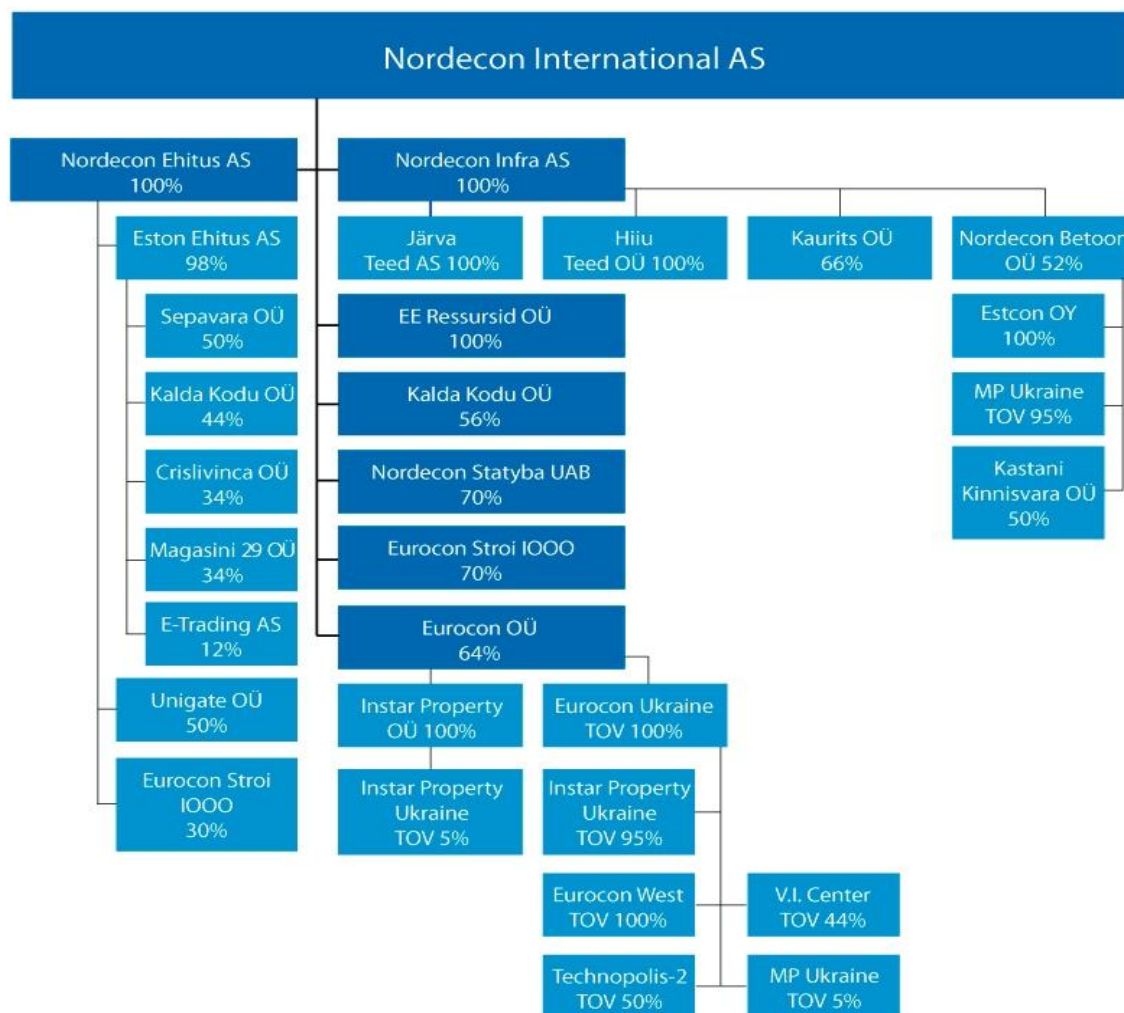 Nordecon International AS
Nordecon Ehitus AS
100%
Nordecon Infra AS
100%
Eston Ehitus AS
98%
Järva
Teed AS 100%
Hiiu
Teed OÜ 100%
Kaurits OÜ
66%
Nordecon Betoon
OÜ 52%
Sepavara OÜ
50%
EE Ressursid OÜ
100%
Estcon OY
100%
Kalda Kodu OÜ
44%
Kalda Kodu OÜ
56%
MP Ukraine
TOV 95%
Crislivinca OÜ
34%
Nordecon Statyba UAB
70%
Kastani
Kinnisvara OÜ
50%
Magasini 29 OÜ
34%
Eurocon Stroi IOOO
70%
E-Trading AS
12%
Eurocon OÜ
64%
Unigate OÜ
50%
Instar Property
OÜ 100%
Eurocon Ukraine
TOV 100%
Eurocon Stroi
IOOO
30%
Instar Property
Ukraine
TOV 5%
Instar Property
Ukraine
TOV 95%
Eurocon West
TOV 100%
V.I. Center
TOV 44%
Technopolis-2
TOV 50%
MP Ukraine
TOV 5%